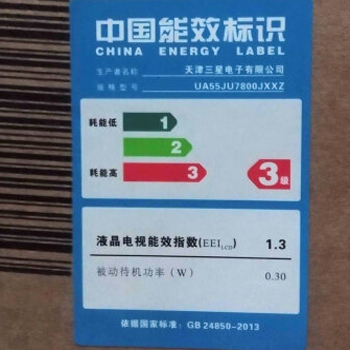 中国能效标识
CHINA ENERGY LABEL
生产者名称 天津三星电子有限公司
规格型号 UA55JU7800JXXZ
耗能低 1
2
耗能高 3 3级
液晶电视能效指数(EEILCD) 1.3
被动待机功率(W) 0.30
依据国家标准：GB 24850-2013